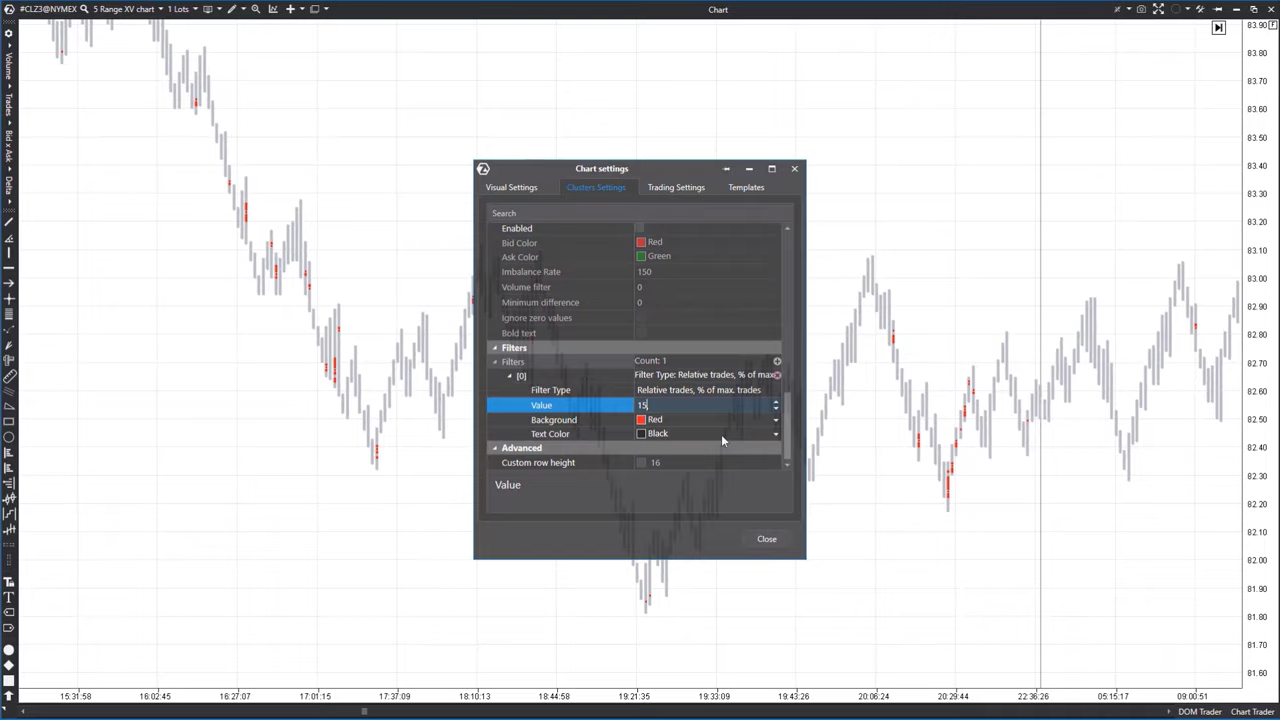 #CLZ3@NYMEX 5 Range XV chart 1 Lots Chart
Chart settings
Visual Settings Clusters Settings Trading Settings Templates
Search
Enabled
Bid Color Red
Ask Color Green
Imbalance Rate 150
Volume filter 0
Minimum difference 0
Ignore zero values
Bold text
Filters
Filters Count: 1
[0] Filter Type: Relative trades, % of max
Filter Type Relative trades, % of max. trades
Value 15
Background Red
Text Color Black
Advanced
Custom row height 16
Value
Close
Volume
Trades
Bid x Ask
Delta
T
83.90 F
83.80
83.70
83.60
83.50
83.40
83.30
83.20
83.10
83.00
82.90
82.80
82.70
82.60
82.50
82.40
82.30
82.20
82.10
82.00
81.90
81.80
81.70
81.60
15:31:58 16:02:45 16:27:07 17:01:15 17:37:09 18:10:13 18:44:58 19:21:35 19:33:09 19:43:26 20:06:24 20:29:44 22:36:26 05:15:17 09:00:51
DOM Trader Chart Trader